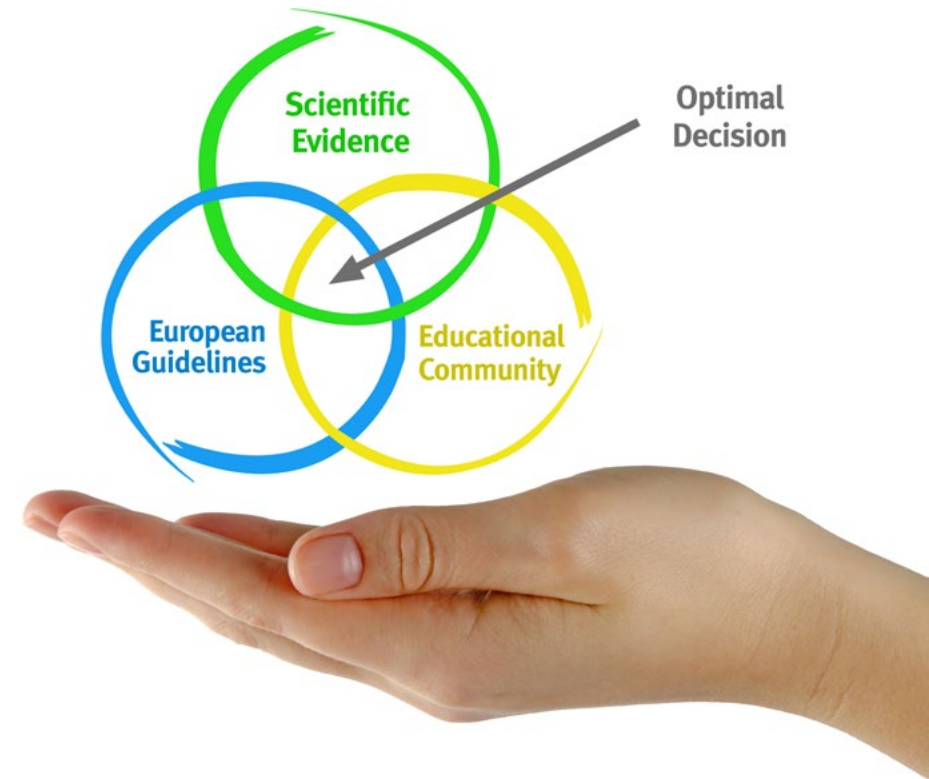 Scientific
Evidence
Optimal
Decision
European
Guidelines
Educational
Community